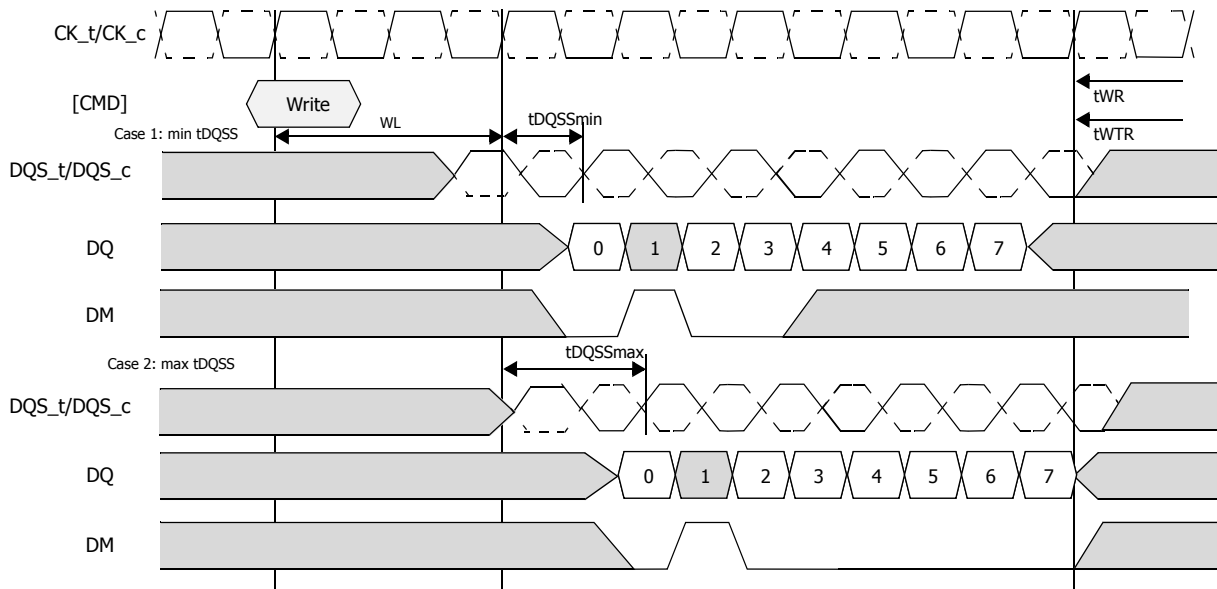 CK_t/CK_c
[CMD] Write tWR
Case 1: min tDQSS WL tDQSSmin tWTR
DQS_t/DQS_c
DQ 0 1 2 3 4 5 6 7
DM
Case 2: max tDQSS tDQSSmax
DQS_t/DQS_c
DQ 0 1 2 3 4 5 6 7
DM